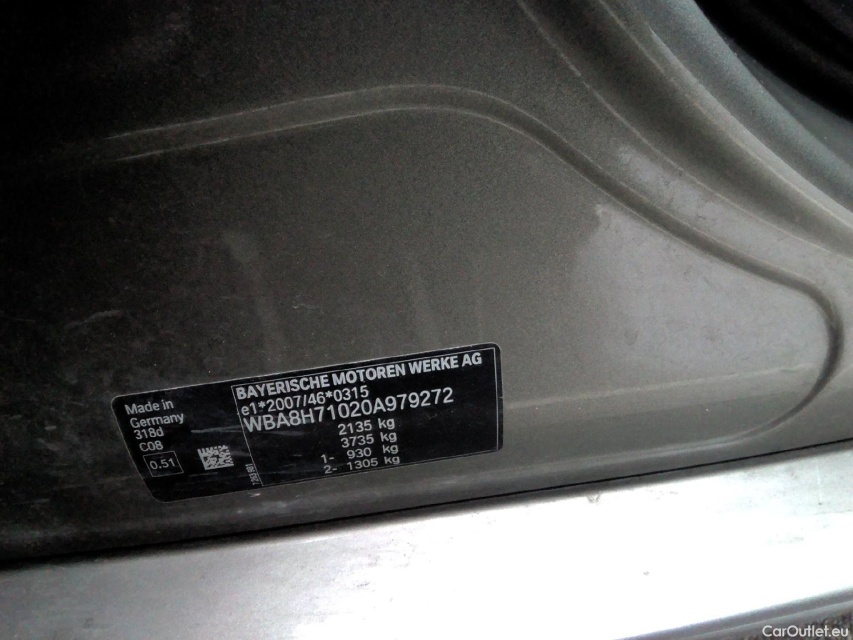 Made in
Germany
318d
C08
0.51
BAYERISCHE MOTOREN WERKE AG
e1*2007/46*0315
WBA8H71020A979272
2135 kg
3735 kg
1- 930 kg
2- 1305 kg
CarOutlet.eu